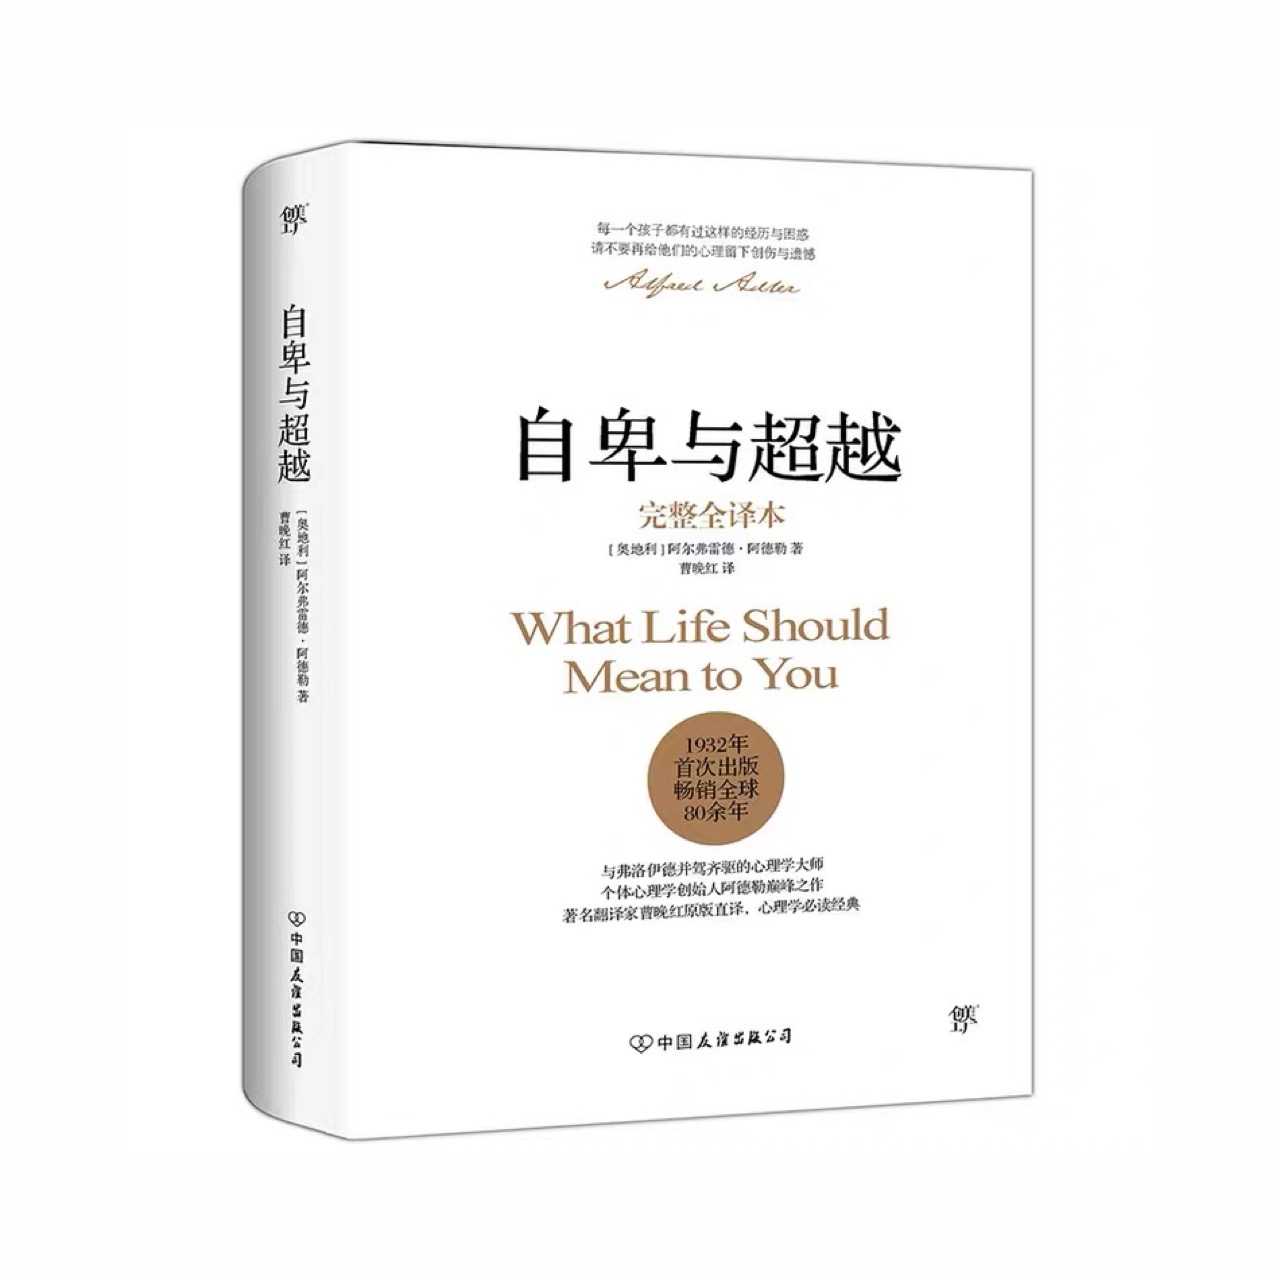 创美工厂
自卑与超越
[奥地利]阿尔弗雷德·阿德勒 著
曹晚红 译
中国友谊出版公司
每一个孩子都有过这样的经历与困惑
请不要再给他们的心理留下创伤与遗憾
Alfred Adler
自卑与超越
完整全译本
[奥地利]阿尔弗雷德·阿德勒 著
曹晚红 译
What Life Should
Mean to You
1932年
首次出版
畅销全球
80余年
与弗洛伊德并驾齐驱的心理学大师
个体心理学创始人阿德勒巅峰之作
著名翻译家曹晚红原版直译，心理学必读经典
中国友谊出版公司
创美工厂